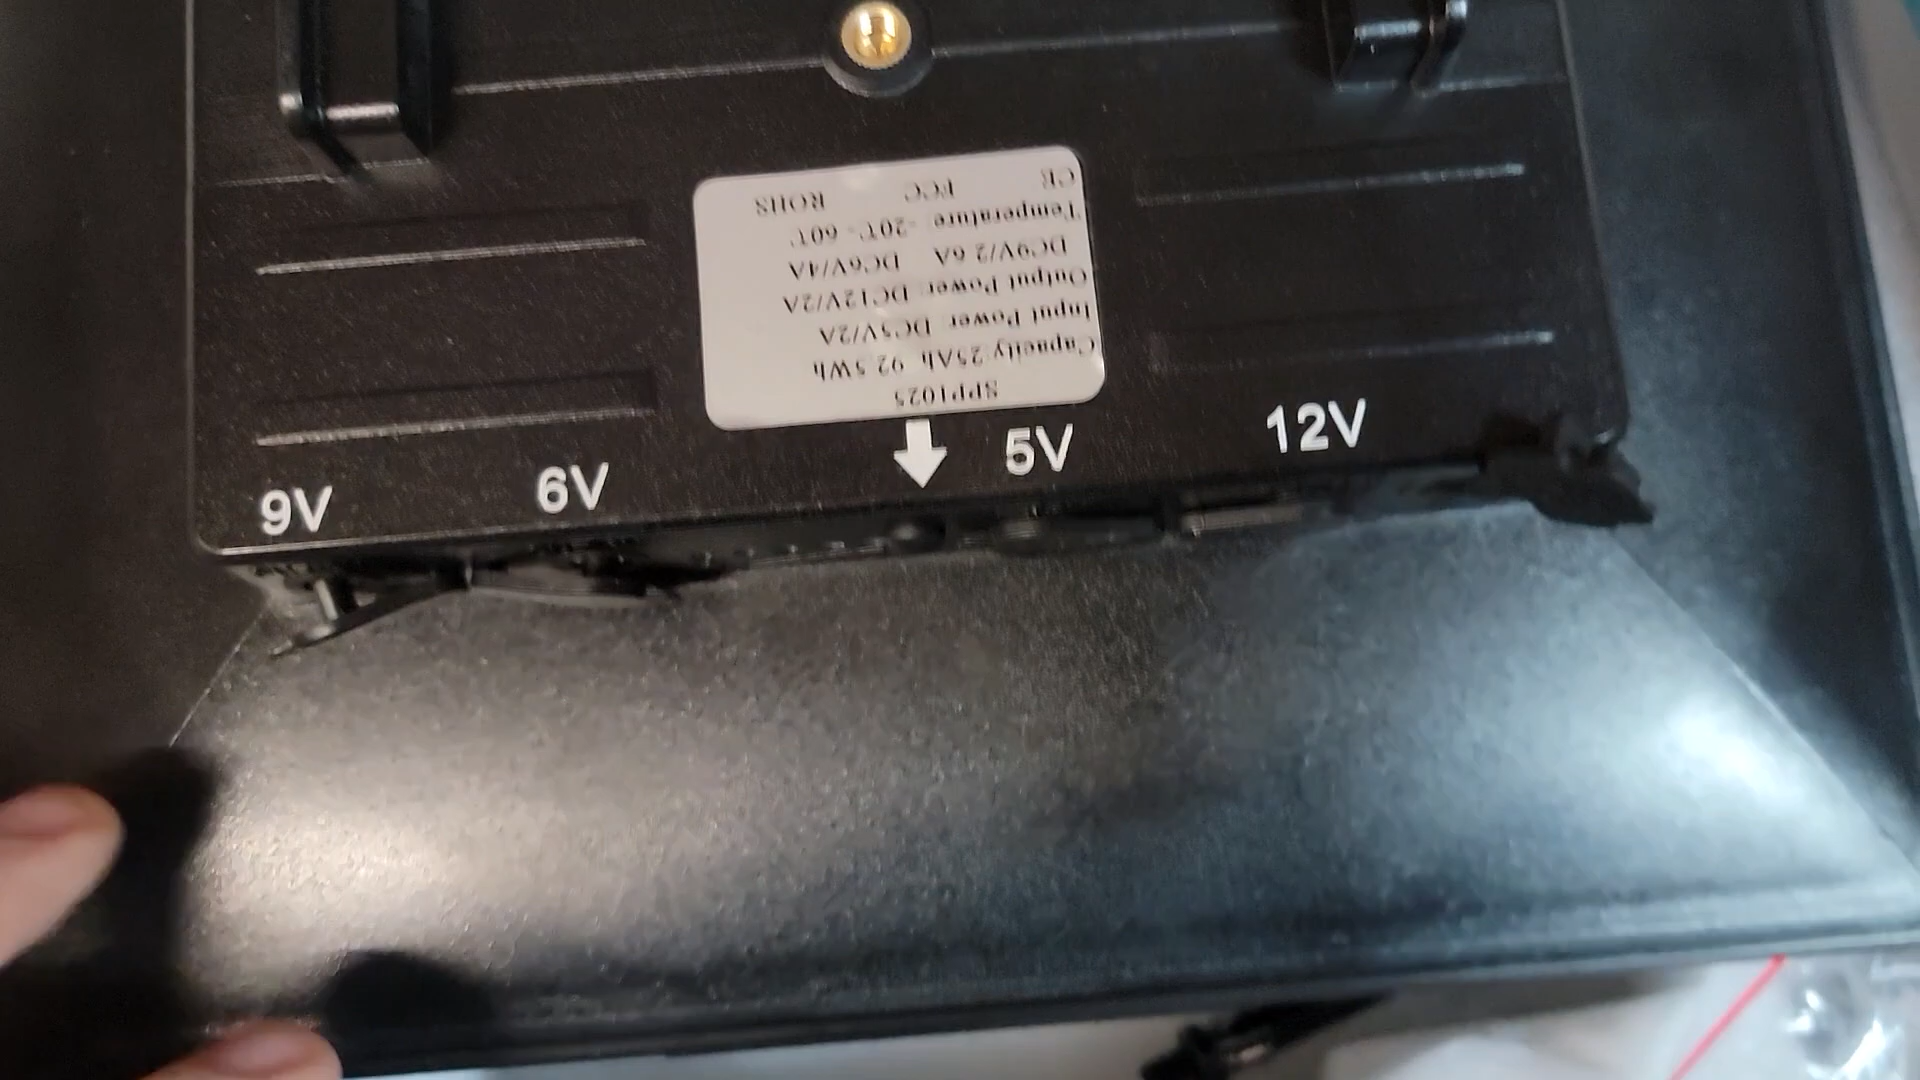 SPP1025
Capacity:25Ah 92.5Wh
Input Power: DC5V/2A
Output Power: DC12V/2A
DC9V/2.6A DC6V/4A
Temperature -20℃- 60℃
CE FCC ROHS
9V 6V 5V 12V